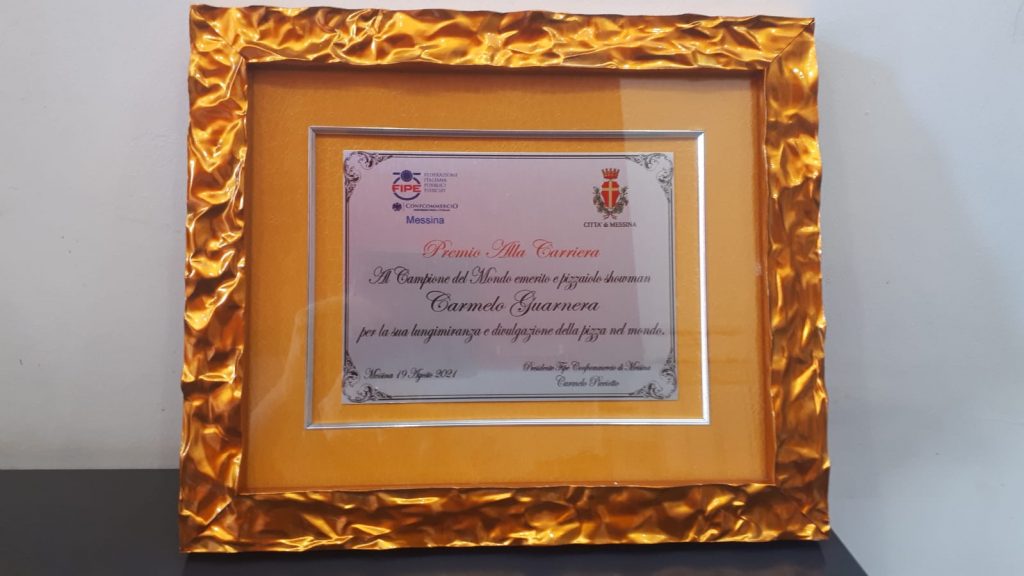 FEDERAZIONE
ITALIANA
PUBBLICI
ESERCIZI
FIPE
CONFCOMMERCIO
Messina
CITTA' di MESSINA
Premio Alla Carriera
Al Campione del Mondo emerito e pizzaiolo showman
Carmelo Guarnera
per la sua lungimiranza e divulgazione della pizza nel mondo.
Messina 19 Agosto 2021
Presidente Fipe Confcommercio di Messina
Carmelo Picciotto